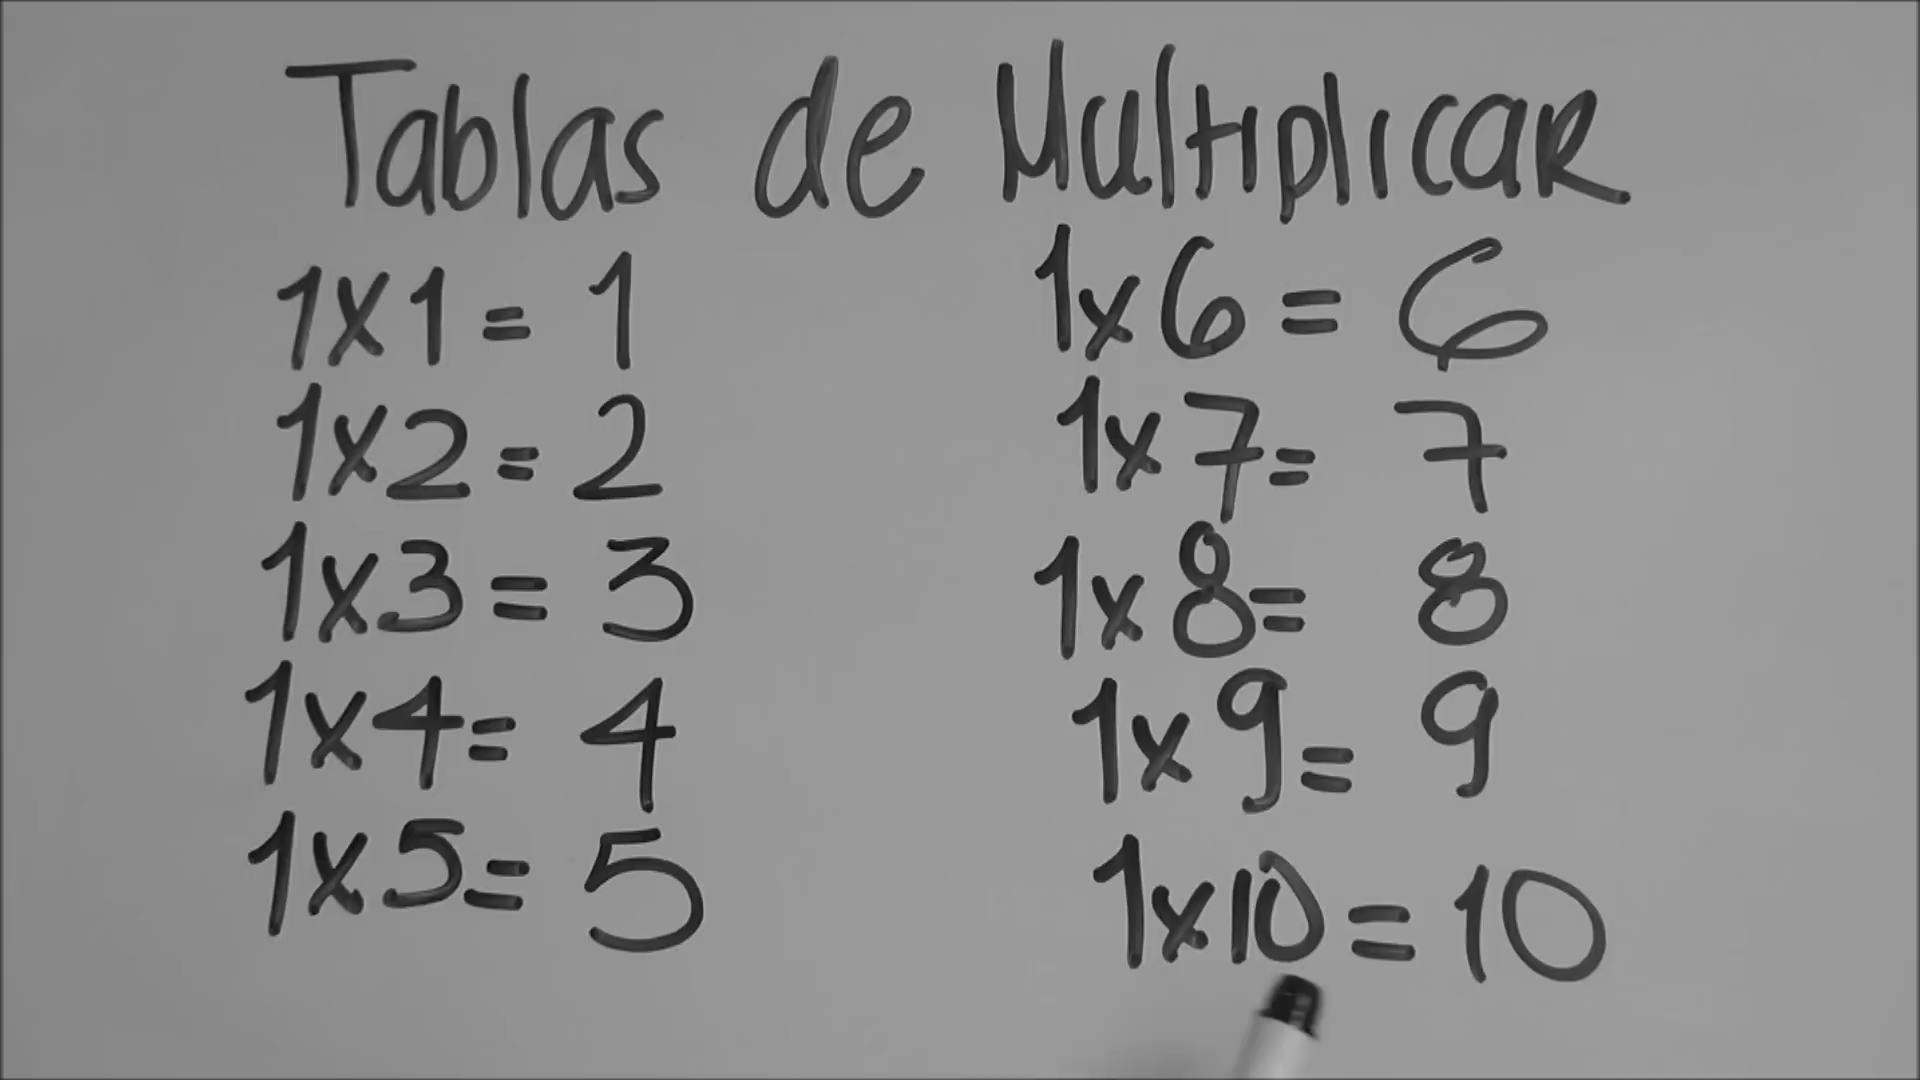 Tablas de Multiplicar
1x1 = 1
1x2 = 2
1x3 = 3
1x4 = 4
1x5 = 5
1x6 = 6
1x7 = 7
1x8 = 8
1x9 = 9
1x10 = 10